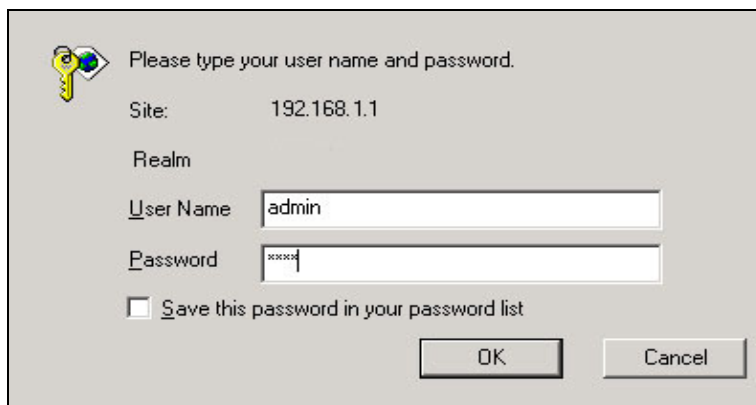 Please type your user name and password.
Site: 192.168.1.1
Realm
User Name admin
Password ****
Save this password in your password list
OK Cancel